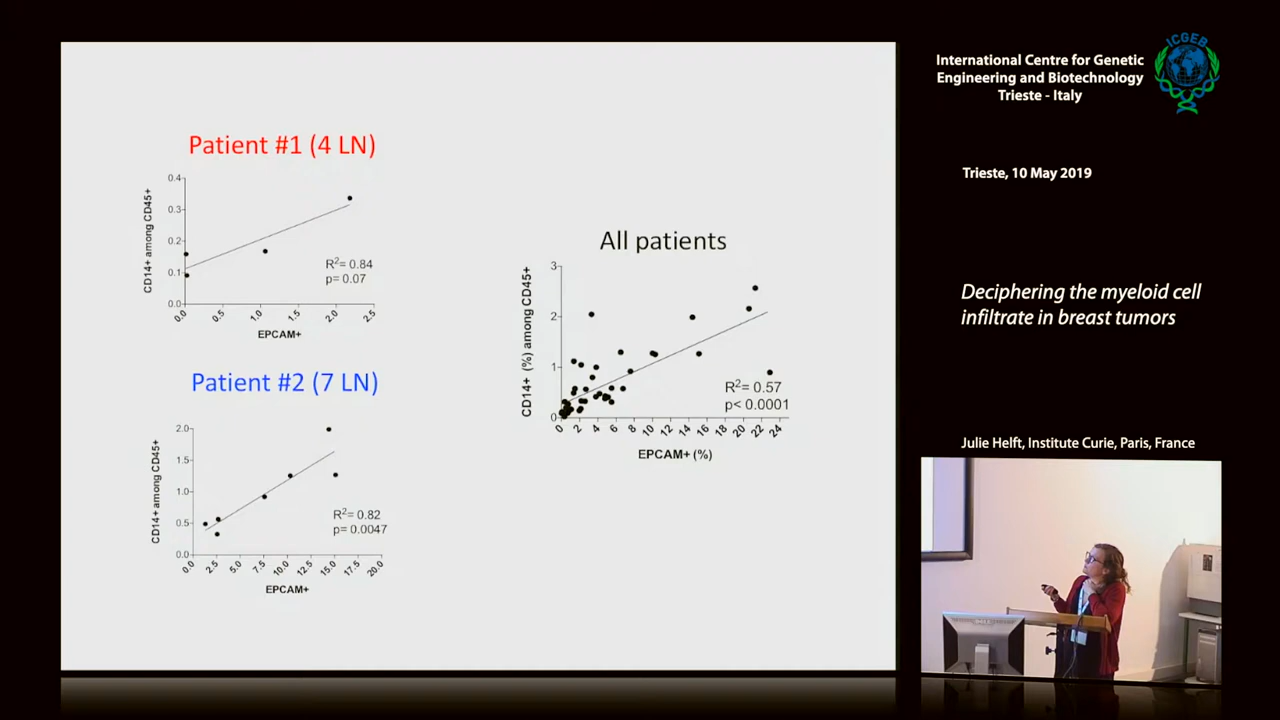 Patient #1 (4 LN)
CD14+ among CD45+
0.4
0.3
0.2
0.1
0.0
R2= 0.84
p= 0.07
0.0 0.5 1.0 1.5 2.0 2.5
EPCAM+
Patient #2 (7 LN)
CD14+ among CD45+
2.0
1.5
1.0
0.5
0.0
R2= 0.82
p= 0.0047
0.0 2.5 5.0 7.5 10.0 12.5 15.0 17.5 20.0
EPCAM+
All patients
CD14+ (%) among CD45+
3
2
1
0
R2= 0.57
p< 0.0001
0 2 4 6 8 10 12 14 16 18 20 22 24
EPCAM+ (%)
ICGEB
International Centre for Genetic
Engineering and Biotechnology
Trieste - Italy
Trieste, 10 May 2019
Deciphering the myeloid cell
infiltrate in breast tumors
Julie Helft, Institute Curie, Paris, France